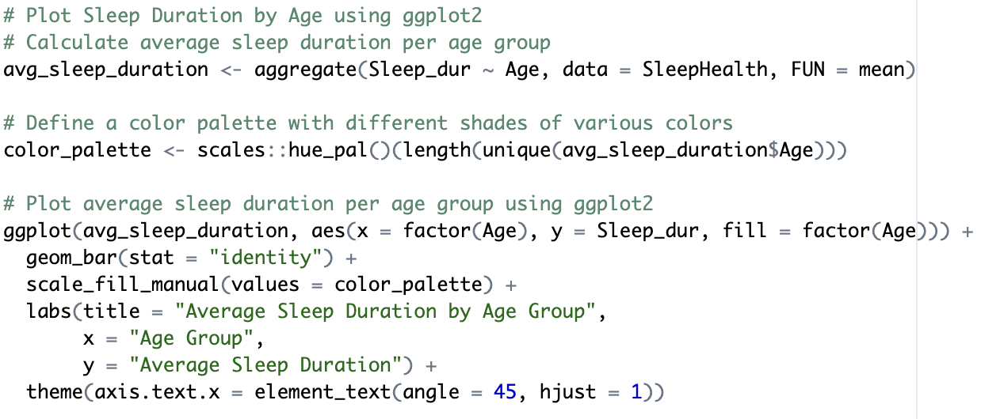 # Plot Sleep Duration by Age using ggplot2
# Calculate average sleep duration per age group
avg_sleep_duration <- aggregate(Sleep_dur ~ Age, data = SleepHealth, FUN = mean)

# Define a color palette with different shades of various colors
color_palette <- scales::hue_pal()(length(unique(avg_sleep_duration$Age)))

# Plot average sleep duration per age group using ggplot2
ggplot(avg_sleep_duration, aes(x = factor(Age), y = Sleep_dur, fill = factor(Age))) +
  geom_bar(stat = "identity") +
  scale_fill_manual(values = color_palette) +
  labs(title = "Average Sleep Duration by Age Group",
       x = "Age Group",
       y = "Average Sleep Duration") +
  theme(axis.text.x = element_text(angle = 45, hjust = 1))